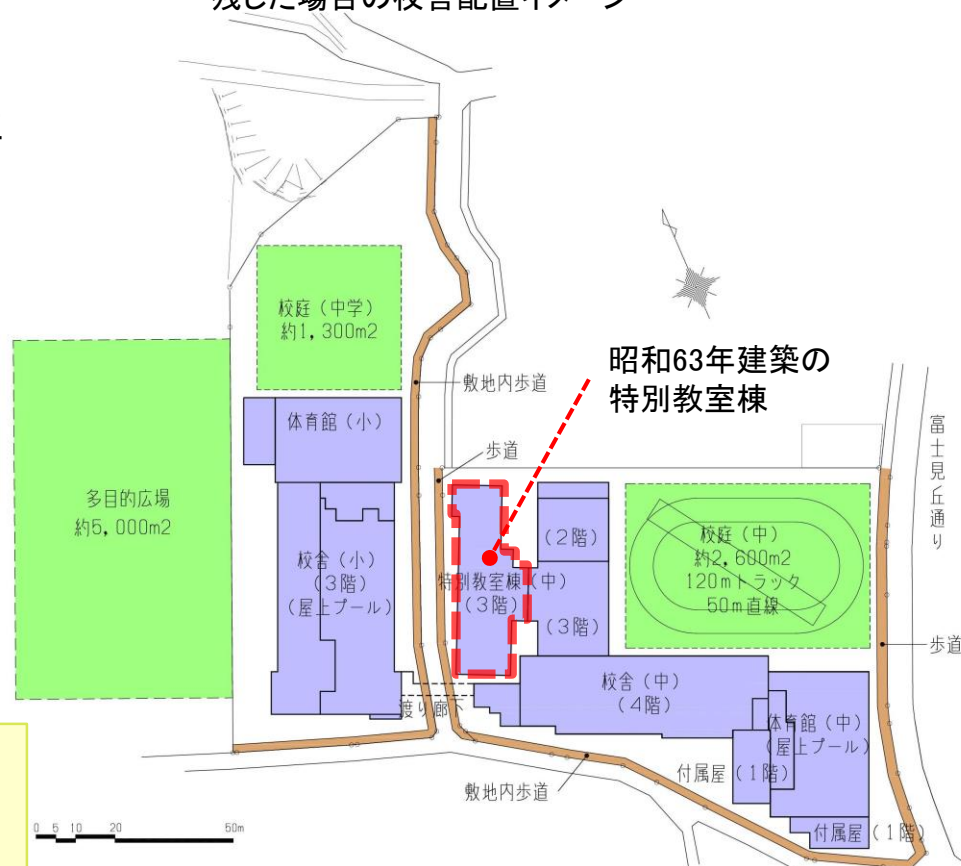 残した場合の校舎配置イメージ
校庭（中学）
約1,300m2
昭和63年建築の
特別教室棟
敷地内歩道
体育館（小）
歩道
富士見丘通り
多目的広場
約5,000m2
校舎（小）
（3階）
（屋上プール）
（2階）
特別教室棟（中）
（3階）
（3階）
校庭（中）
約2,600m2
120mトラック
50m直線
歩道
校舎（中）
（4階）
渡り廊下
体育館（中）
（屋上プール）
付属屋（1階）
敷地内歩道
付属屋（1階）
0 5 10 20 50m